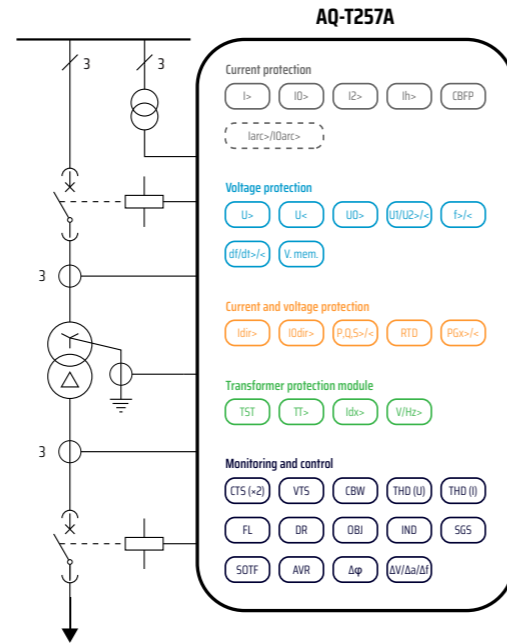 AQ-T257A
3
3
Current protection
I>
I0>
I2>
Ih>
CBFP
Iarc>/I0arc>
Voltage protection
U>
U<
U0>
U1/U2>/<
f>/<
df/dt>/<
V. mem.
3
Current and voltage protection
Idir>
I0dir>
P,Q,S>/<
RTD
PGx>/<
Transformer protection module
TST
TT>
Idx>
V/Hz>
3
Monitoring and control
CTS (×2)
VTS
CBW
THD (U)
THD (I)
FL
DR
OBJ
IND
SGS
SOTF
AVR
Δφ
ΔV/Δa/Δf